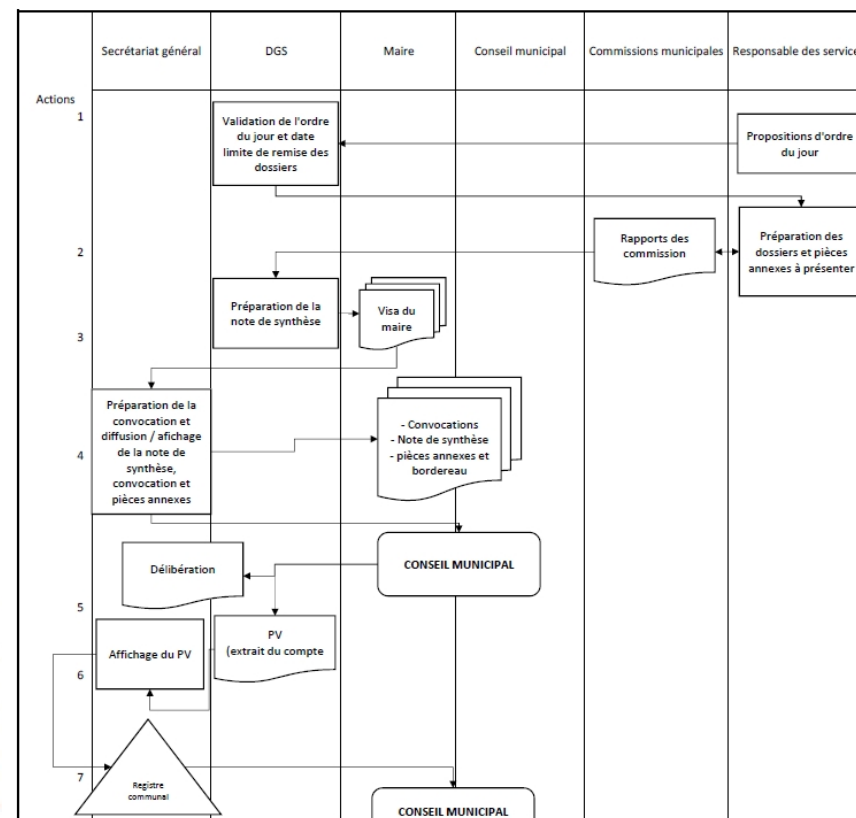 Secrétariat général
DGS
Maire
Conseil municipal
Commissions municipales
Responsable des service
Actions
1
Validation de l'ordre
du jour et date
limite de remise des
dossiers
Propositions d'ordre
du jour
2
Rapports des
commission
Préparation des
dossiers et pièces
annexes à présenter
Préparation de la
note de synthèse
Visa du
maire
3
Préparation de la
convocation et
diffusion / afichage
de la note de
synthèse,
convocation et
pièces annexes
- Convocations
- Note de synthèse
- pièces annexes et
bordereau
4
CONSEIL MUNICIPAL
Délibération
5
PV
(extrait du compte
Affichage du PV
6
7
Registre
communal
CONSEIL MUNICIPAL